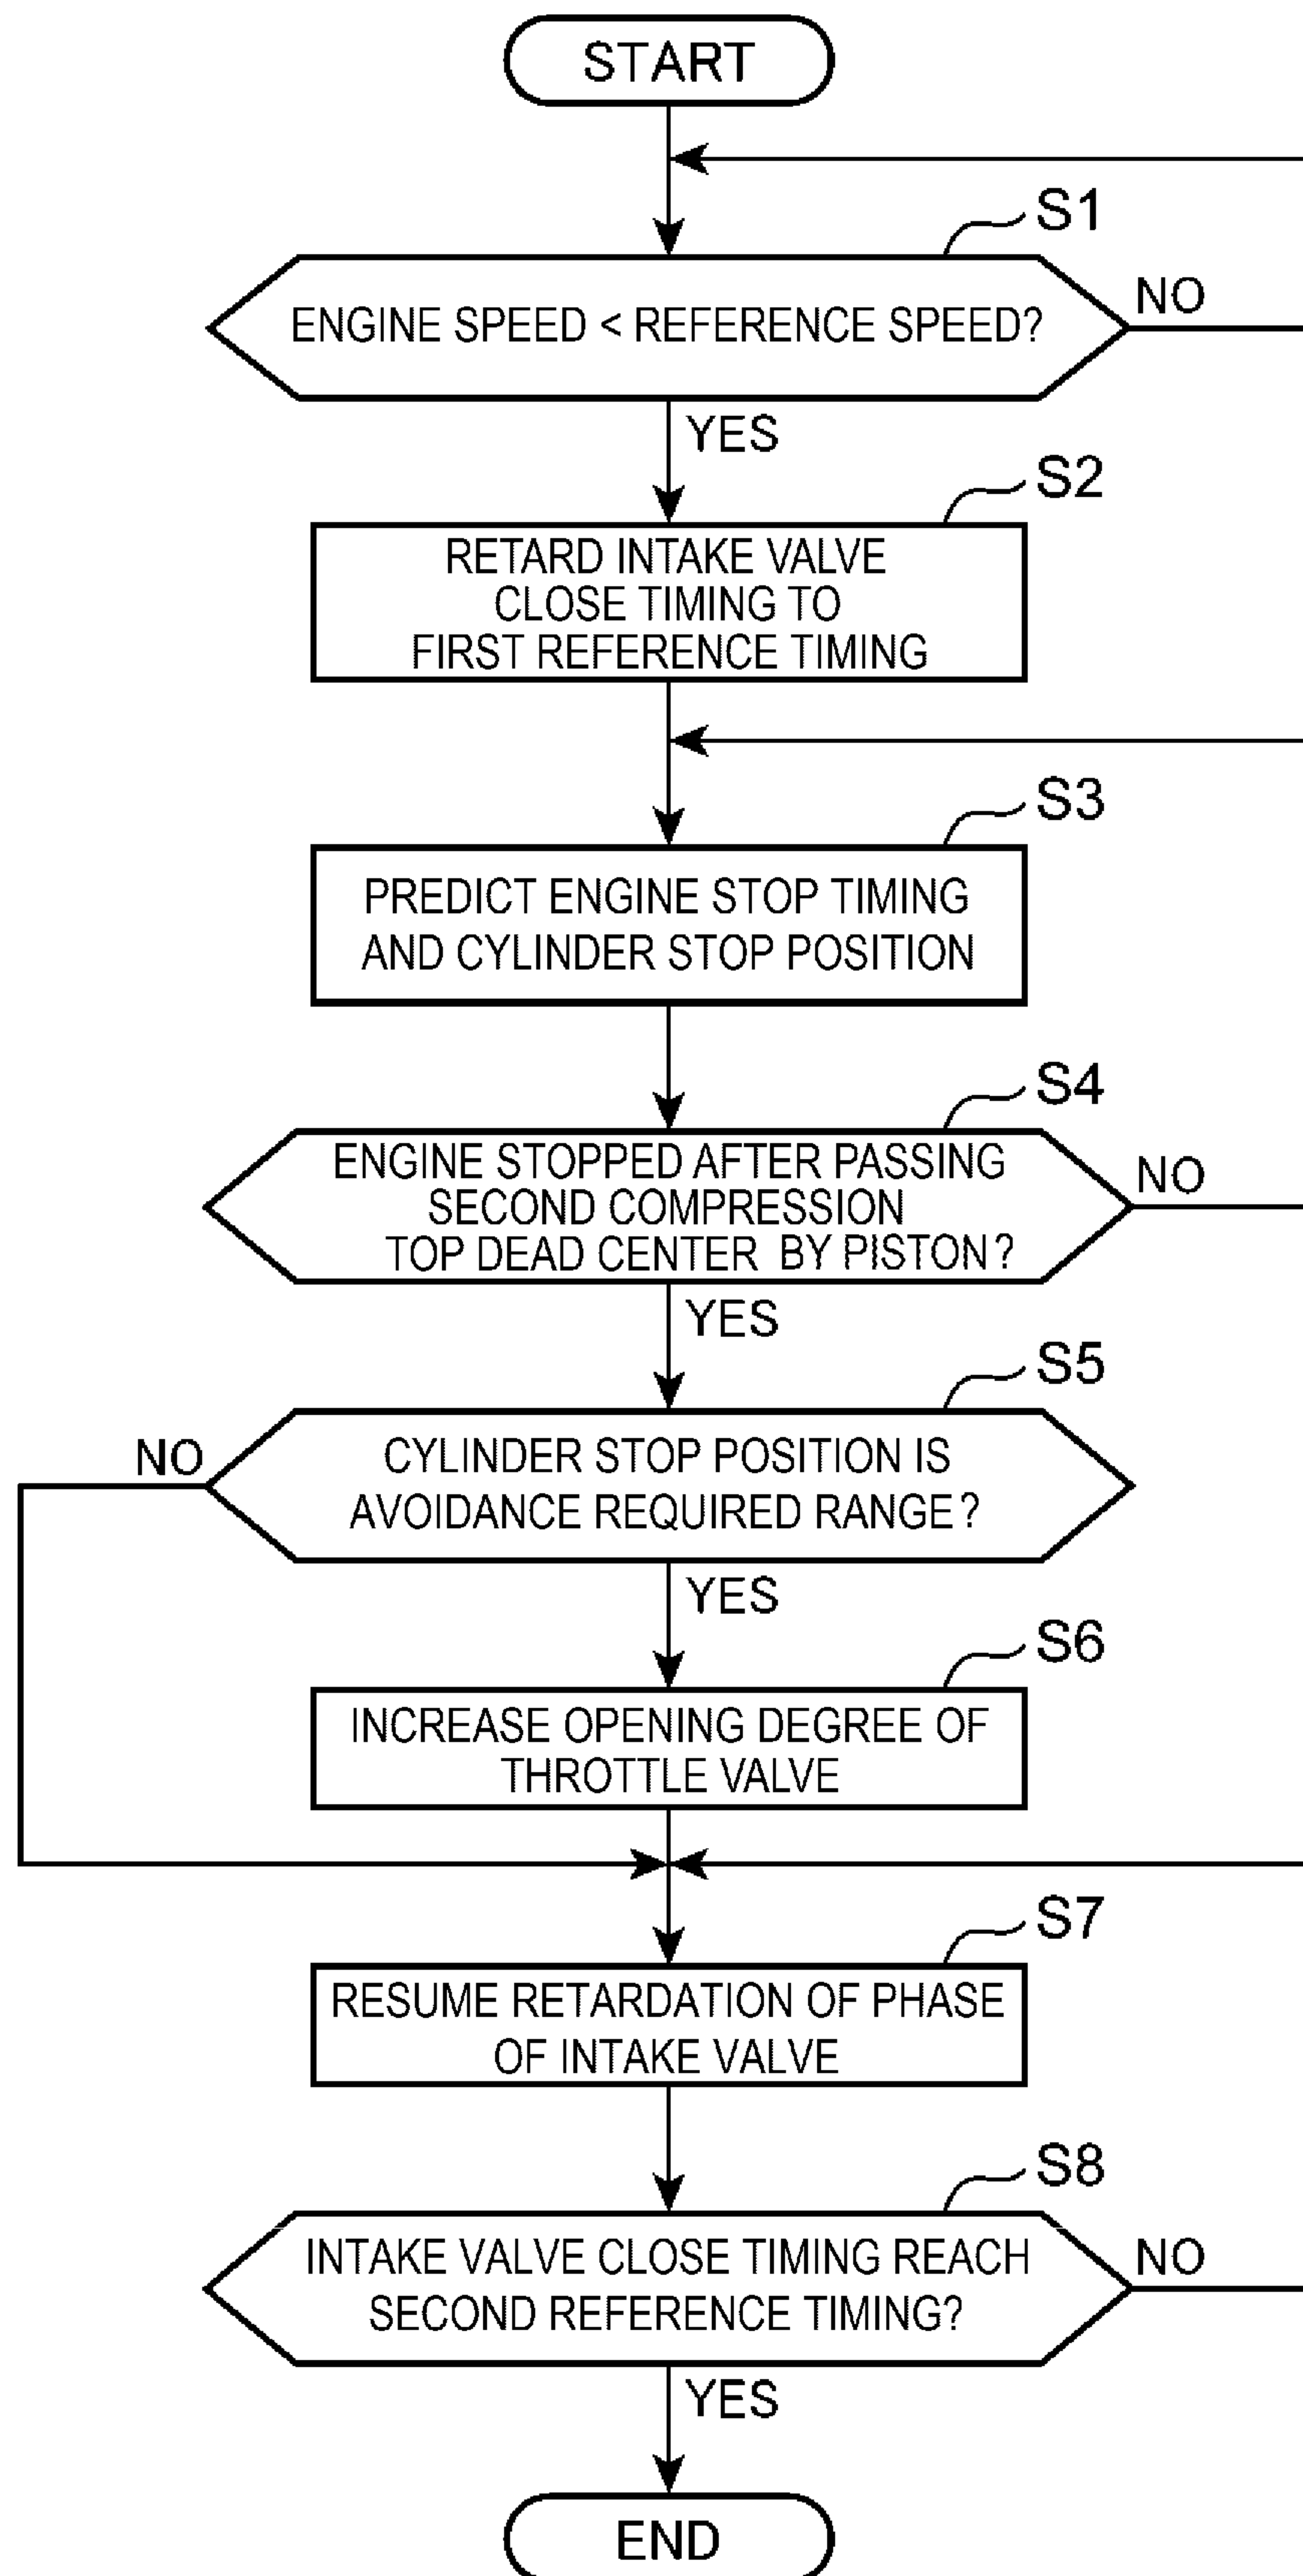 START
S1
ENGINE SPEED < REFERENCE SPEED?
NO
YES
S2
RETARD INTAKE VALVE
CLOSE TIMING TO
FIRST REFERENCE TIMING
S3
PREDICT ENGINE STOP TIMING
AND CYLINDER STOP POSITION
S4
ENGINE STOPPED AFTER PASSING
SECOND COMPRESSION
TOP DEAD CENTER BY PISTON?
NO
YES
S5
NO
CYLINDER STOP POSITION IS
AVOIDANCE REQUIRED RANGE?
YES
S6
INCREASE OPENING DEGREE OF
THROTTLE VALVE
S7
RESUME RETARDATION OF PHASE
OF INTAKE VALVE
S8
INTAKE VALVE CLOSE TIMING REACH
SECOND REFERENCE TIMING?
NO
YES
END